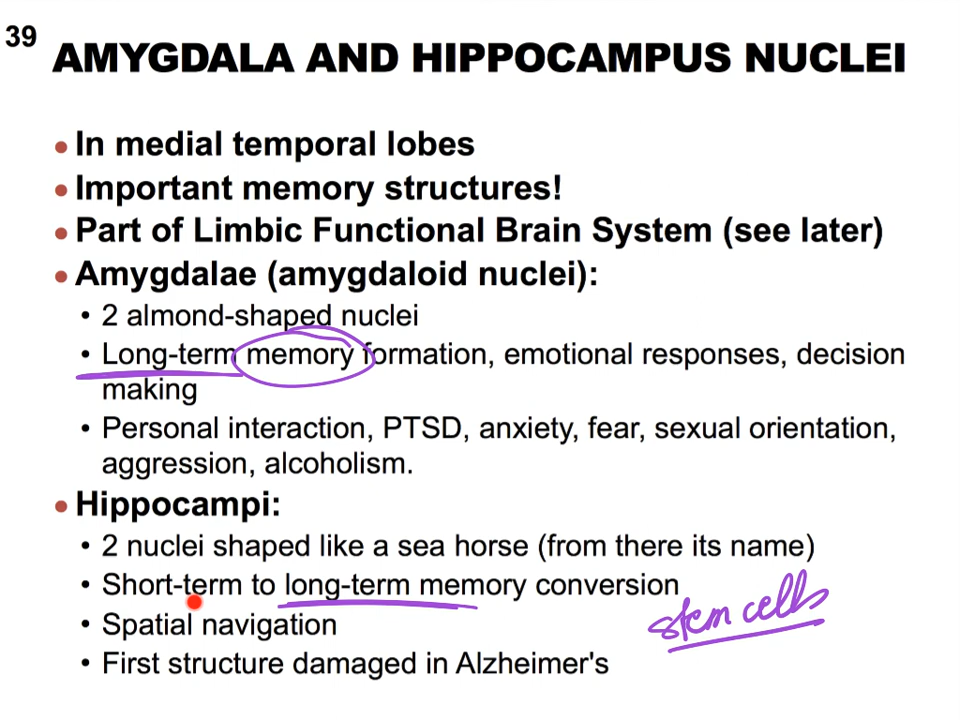 39
AMYGDALA AND HIPPOCAMPUS NUCLEI
• In medial temporal lobes
• Important memory structures!
• Part of Limbic Functional Brain System (see later)
• Amygdalae (amygdaloid nuclei):
• 2 almond-shaped nuclei
• Long-term memory formation, emotional responses, decision
making
• Personal interaction, PTSD, anxiety, fear, sexual orientation,
aggression, alcoholism.
• Hippocampi:
• 2 nuclei shaped like a sea horse (from there its name)
• Short-term to long-term memory conversion
stem cells
• Spatial navigation
• First structure damaged in Alzheimer's